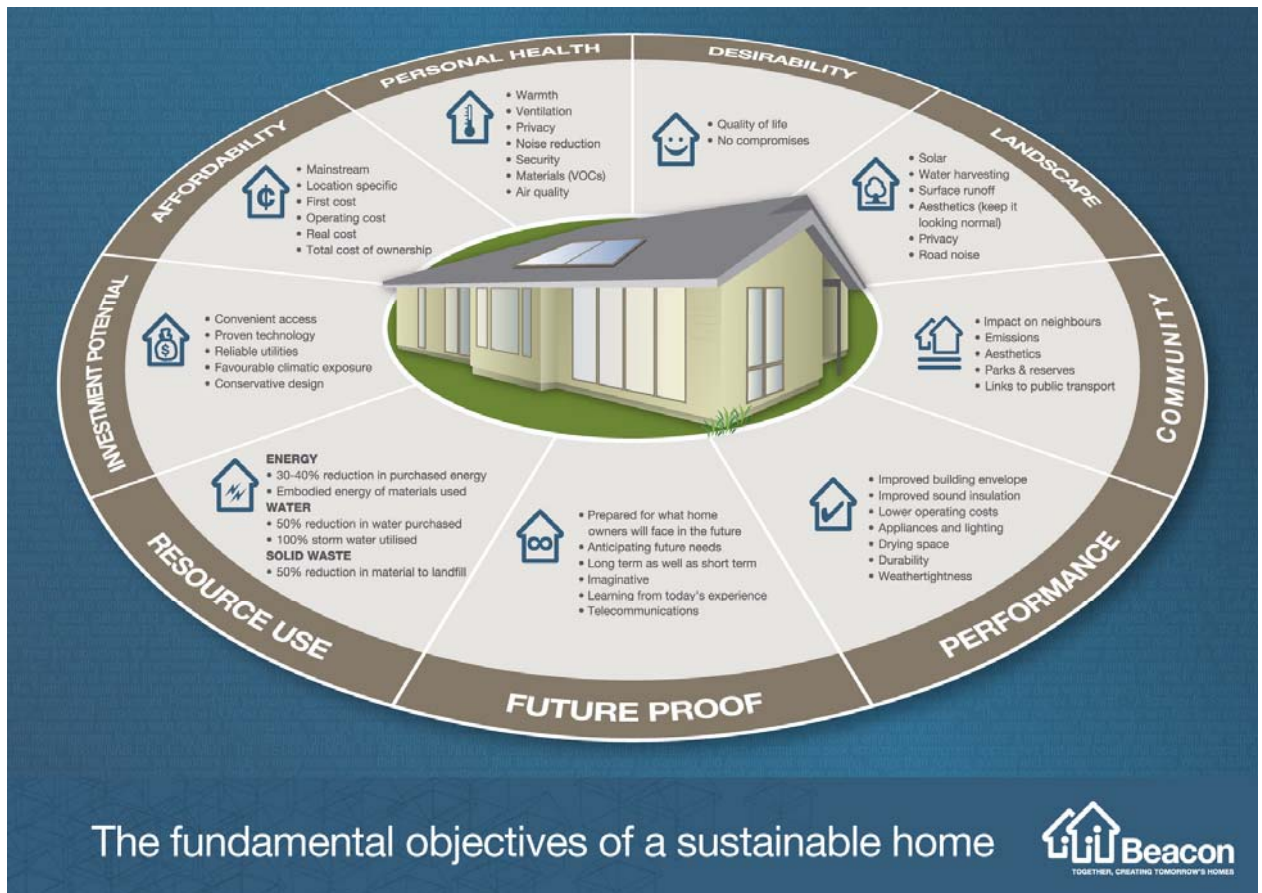 PERSONAL HEALTH
• Warmth
• Ventilation
• Privacy
• Noise reduction
• Security
• Materials (VOCs)
• Air quality
DESIRABILITY
• Quality of life
• No compromises
LANDSCAPE
• Solar
• Water harvesting
• Surface runoff
• Aesthetics (keep it
looking normal)
• Privacy
• Road noise
COMMUNITY
• Impact on neighbours
• Emissions
• Aesthetics
• Parks & reserves
• Links to public transport
PERFORMANCE
• Improved building envelope
• Improved sound insulation
• Lower operating costs
• Appliances and lighting
• Drying space
• Durability
• Weathertightness
FUTURE PROOF
• Prepared for what home
owners will face in the future
• Anticipating future needs
• Long term as well as short term
• Imaginative
• Learning from today's experience
• Telecommunications
RESOURCE USE
ENERGY
• 30-40% reduction in purchased energy
• Embodied energy of materials used
WATER
• 50% reduction in water purchased
• 100% storm water utilised
SOLID WASTE
• 50% reduction in material to landfill
INVESTMENT POTENTIAL
$
• Convenient access
• Proven technology
• Reliable utilities
• Favourable climatic exposure
• Conservative design
AFFORDABILITY
¢
• Mainstream
• Location specific
• First cost
• Operating cost
• Real cost
• Total cost of ownership
The fundamental objectives of a sustainable home
Beacon
TOGETHER, CREATING TOMORROW'S HOMES